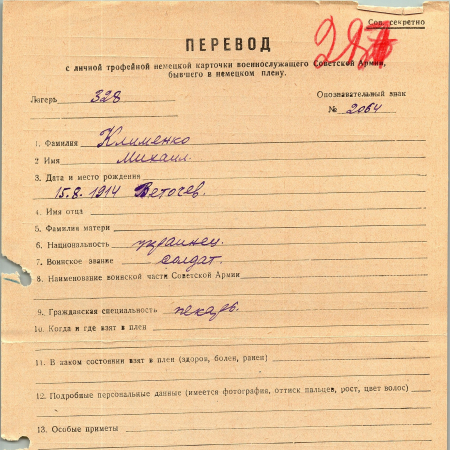 Сов. секретно
ПЕРЕВОД
с личной трофейной немецкой карточки военнослужащего Советской Армии,
бывшего в немецком плену.
Лагерь 328
Опознавательный знак
№ 2064
1. Фамилия Клименко
2 Имя Михаил.
3. Дата и место рождения
15.8.1914 Веточев.
4. Имя отца
5. Фамилия матери
6. Национальность украинец.
7. Воинское звание солдат.
8. Наименование воинской части Советской Армии
9. Гражданская специальность пекарь.
10. Когда и где взят в плен
11. В каком состоянии взят в плен (здоров, болен, ранен)
12. Подробные персональные данные (имеется фотография, оттиск пальцев, рост, цвет волос)
13. Особые приметы